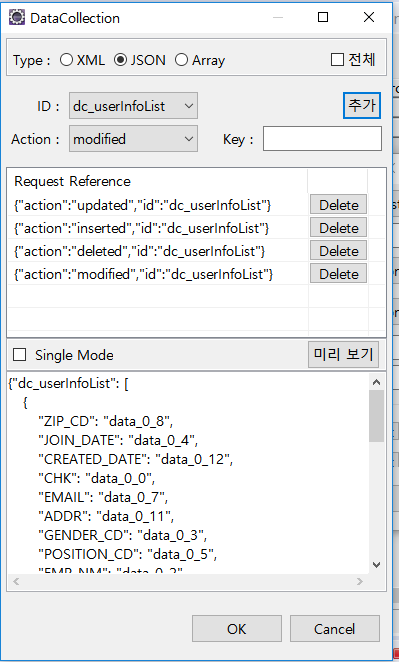 DataCollection
Type : XML JSON Array 전체
ID : dc_userInfoList 추가
Action : modified Key :
Request Reference
{"action":"updated","id":"dc_userInfoList"} Delete
{"action":"inserted","id":"dc_userInfoList"} Delete
{"action":"deleted","id":"dc_userInfoList"} Delete
{"action":"modified","id":"dc_userInfoList"} Delete
Single Mode 미리 보기
{"dc_userInfoList": [
{
"ZIP_CD": "data_0_8",
"JOIN_DATE": "data_0_4",
"CREATED_DATE": "data_0_12",
"CHK": "data_0_0",
"EMAIL": "data_0_7",
"ADDR": "data_0_11",
"GENDER_CD": "data_0_3",
"POSITION_CD": "data_0_5",
"EMP_NM": "data_0_2"
OK Cancel